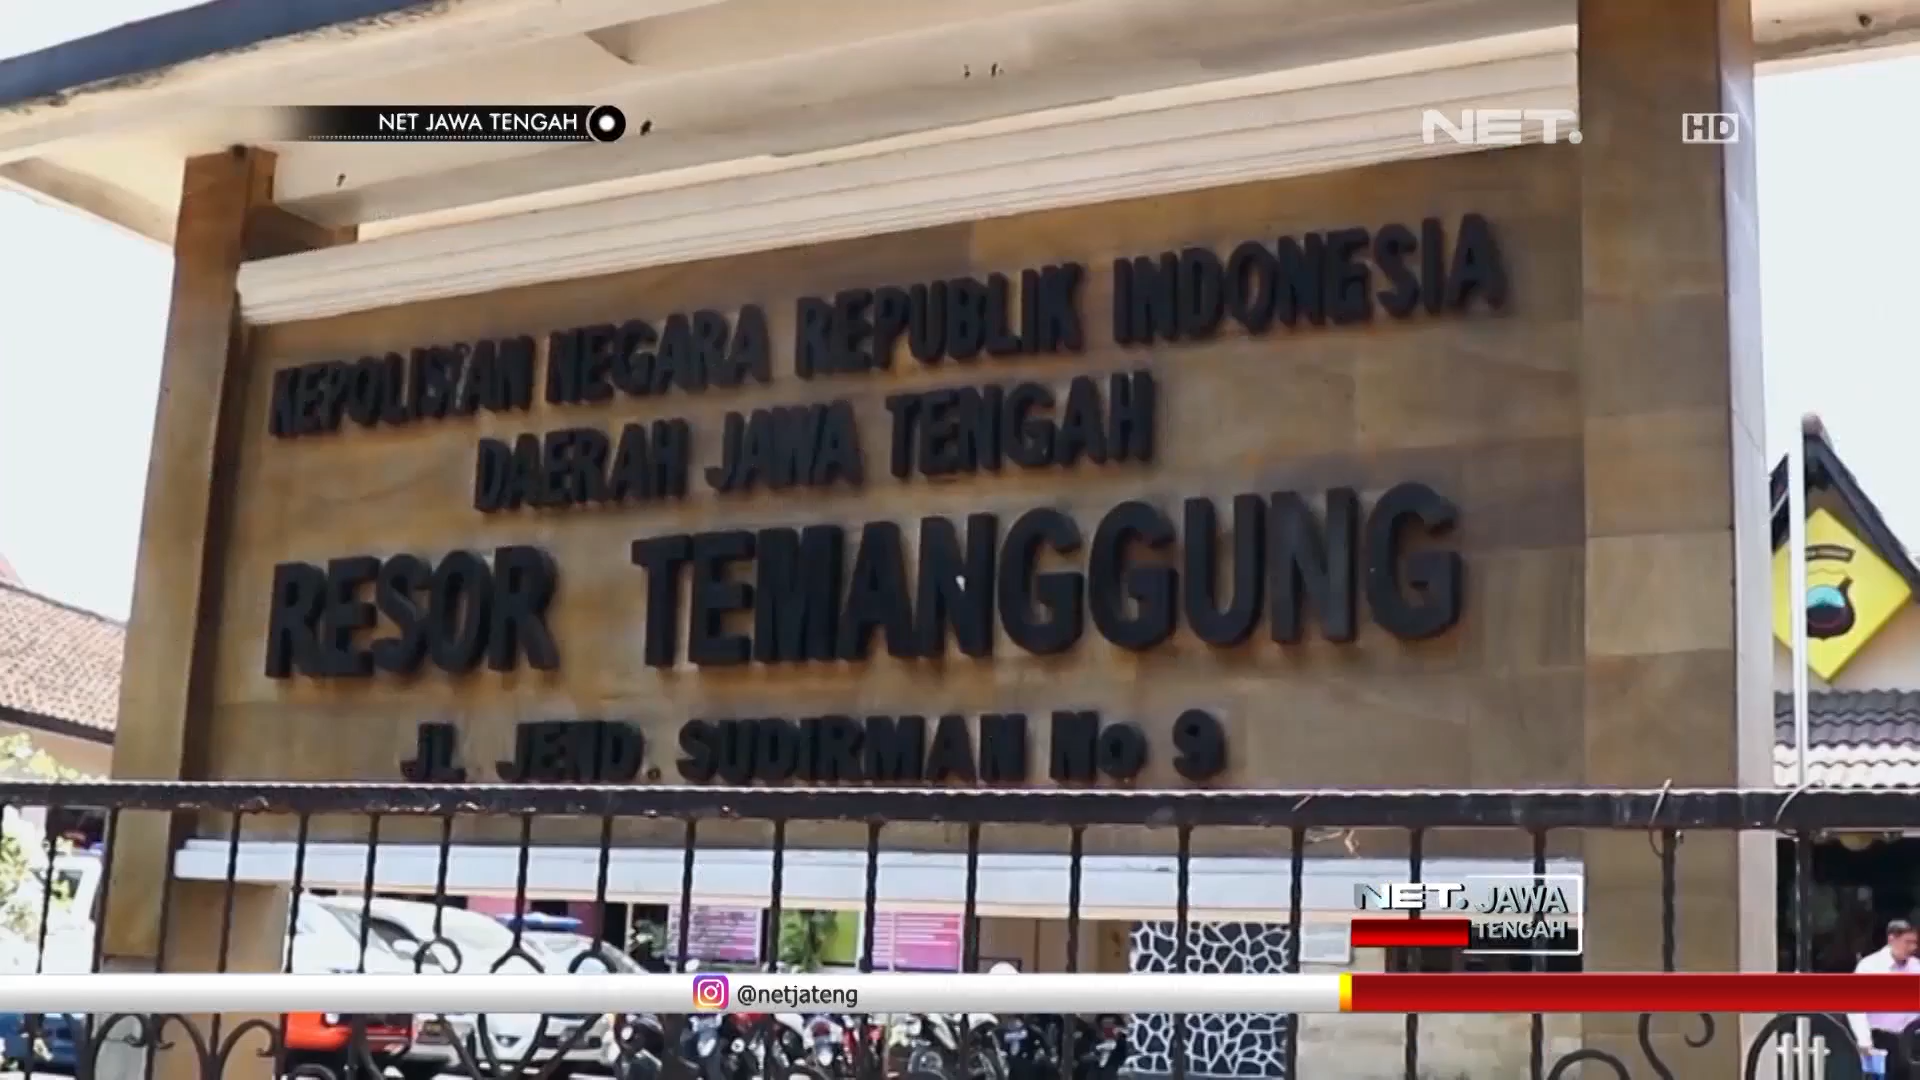 NET JAWA TENGAH
NET.
HD
KEPOLISIAN NEGARA REPUBLIK INDONESIA
DAERAH JAWA TENGAH
RESOR TEMANGGUNG
JL. JEND. SUDIRMAN No 9
NET. JAWA
TENGAH
@netjateng